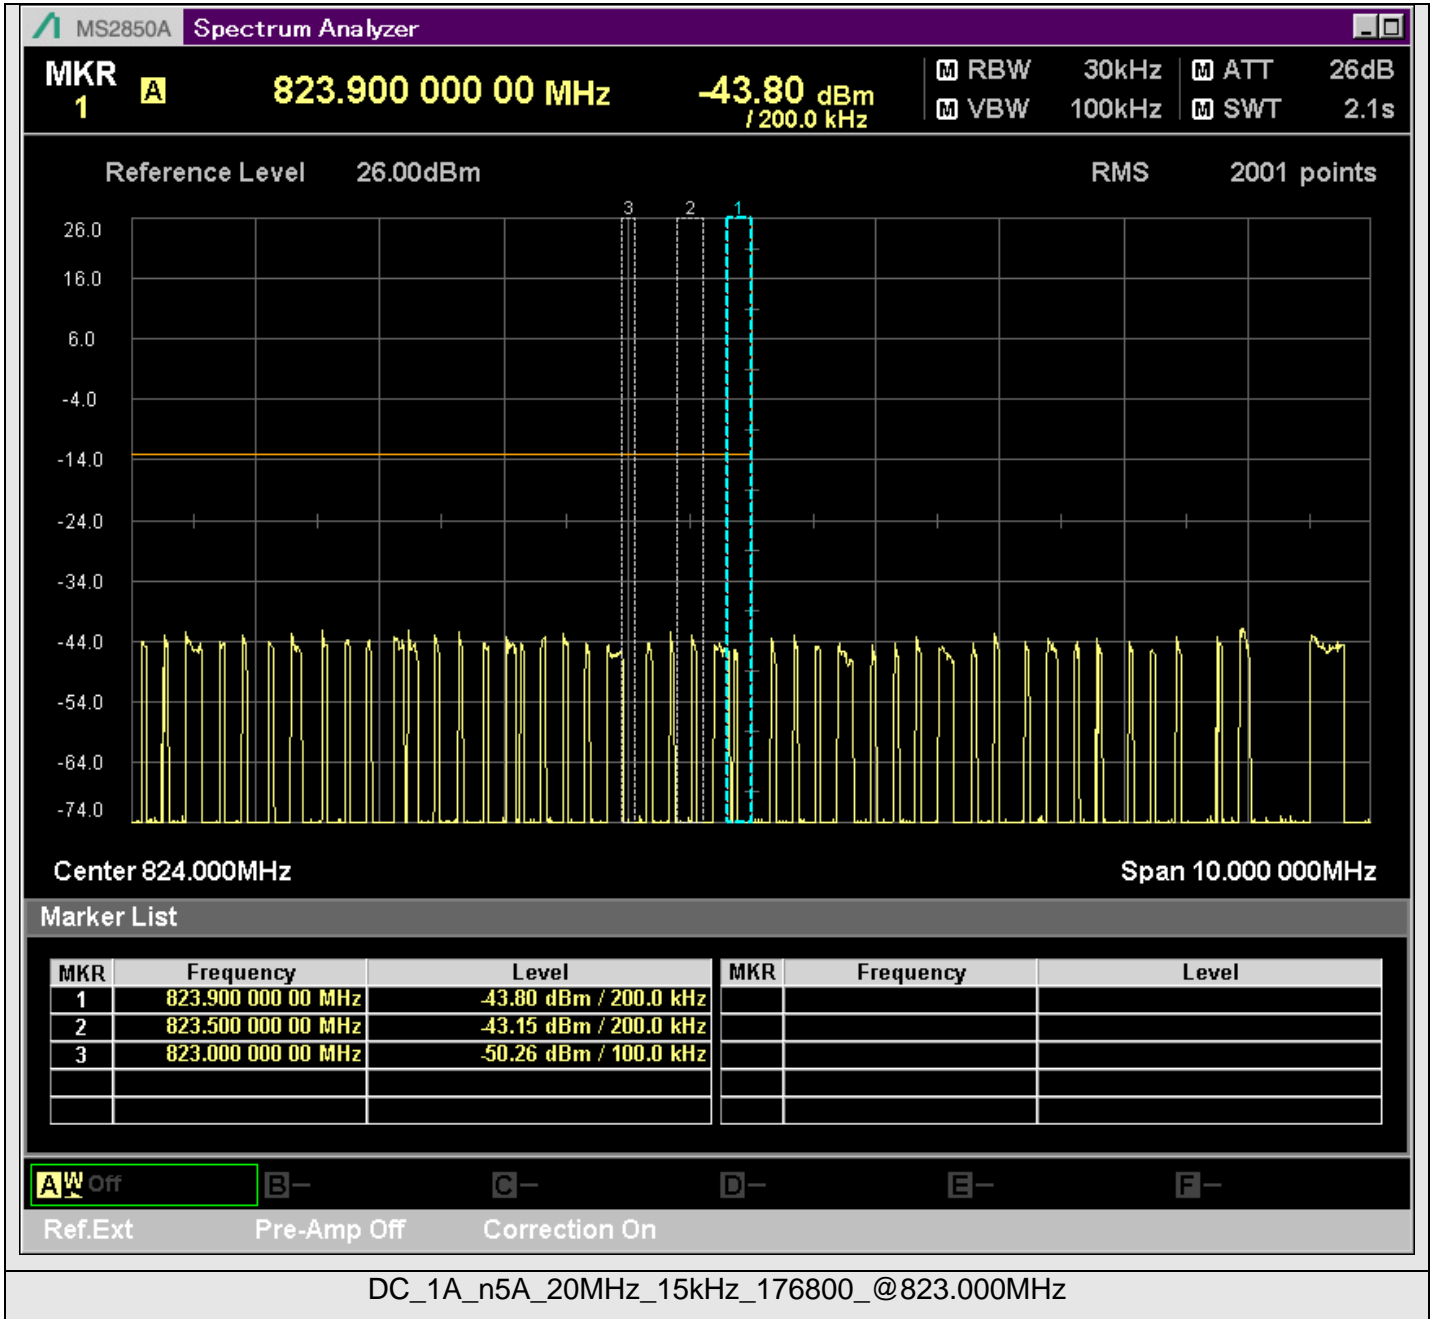 MS2850A Spectrum Analyzer
MKR A 823.900 000 00 MHz -43.80 dBm M RBW 30kHz M ATT 26dB
1 / 200.0 kHz M VBW 100kHz M SWT 2.1s
Reference Level 26.00dBm RMS 2001 points
3 2 1
26.0
16.0
6.0
-4.0
-14.0
-24.0
-34.0
-44.0
-54.0
-64.0
-74.0
Center 824.000MHz Span 10.000 000MHz
Marker List
MKR Frequency Level MKR Frequency Level
1 823.900 000 00 MHz -43.80 dBm / 200.0 kHz
2 823.500 000 00 MHz -43.15 dBm / 200.0 kHz
3 823.000 000 00 MHz -50.26 dBm / 100.0 kHz
A W Off B - C - D - E - F -
Ref.Ext Pre-Amp Off Correction On
DC_1A_n5A_20MHz_15kHz_176800_@823.000MHz